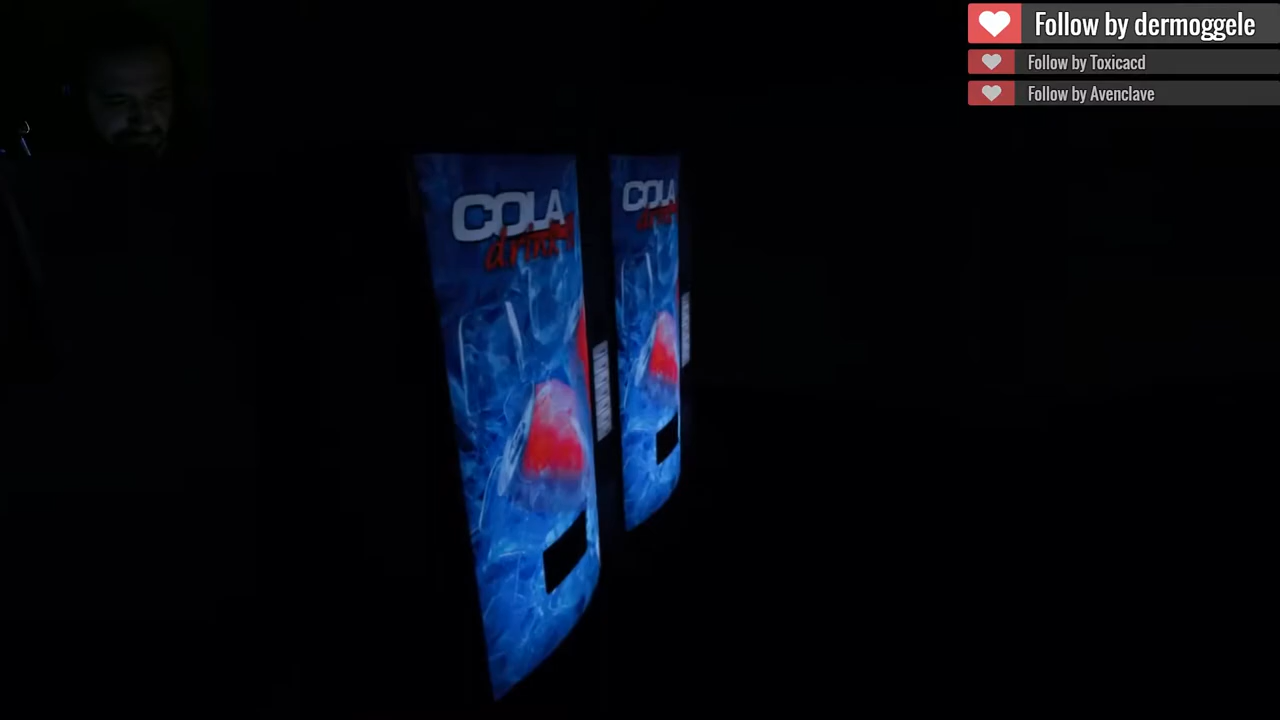 Follow by dermoggele
Follow by Toxicacd
Follow by Avenclave
COLA
drink
COLA
drink